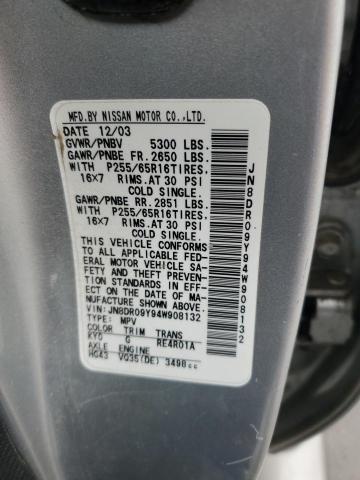 MFD.BY NISSAN MOTOR CO.,LTD.
DATE 12/03
GVWR/PNBV 5300 LBS.
GAWR/PNBE FR. 2650 LBS.
WITH P255/65R16TIRES,
16x7 RIMS.AT 30 PSI
COLD SINGLE.
GAWR/PNBE RR. 2851 LBS.
WITH P255/65R16TIRES,
16x7 RIMS.AT 30 PSI
COLD SINGLE.
THIS VEHICLE CONFORMS
TO ALL APPLICABLE FED-
ERAL MOTOR VEHICLE SA-
FETY AND THEFT PREVENTION
STANDARDS IN EFF-
ECT ON THE DATE OF MA-
NUFACTURE SHOWN ABOVE.
VIN: JN8DR09Y94W908132
TYPE: MPV
COLOR TRIM TRANS
KY0 G RE4R01A
AXLE ENGINE
HG43 VQ35(DE) 3498cc
JN8DR09Y94W908132